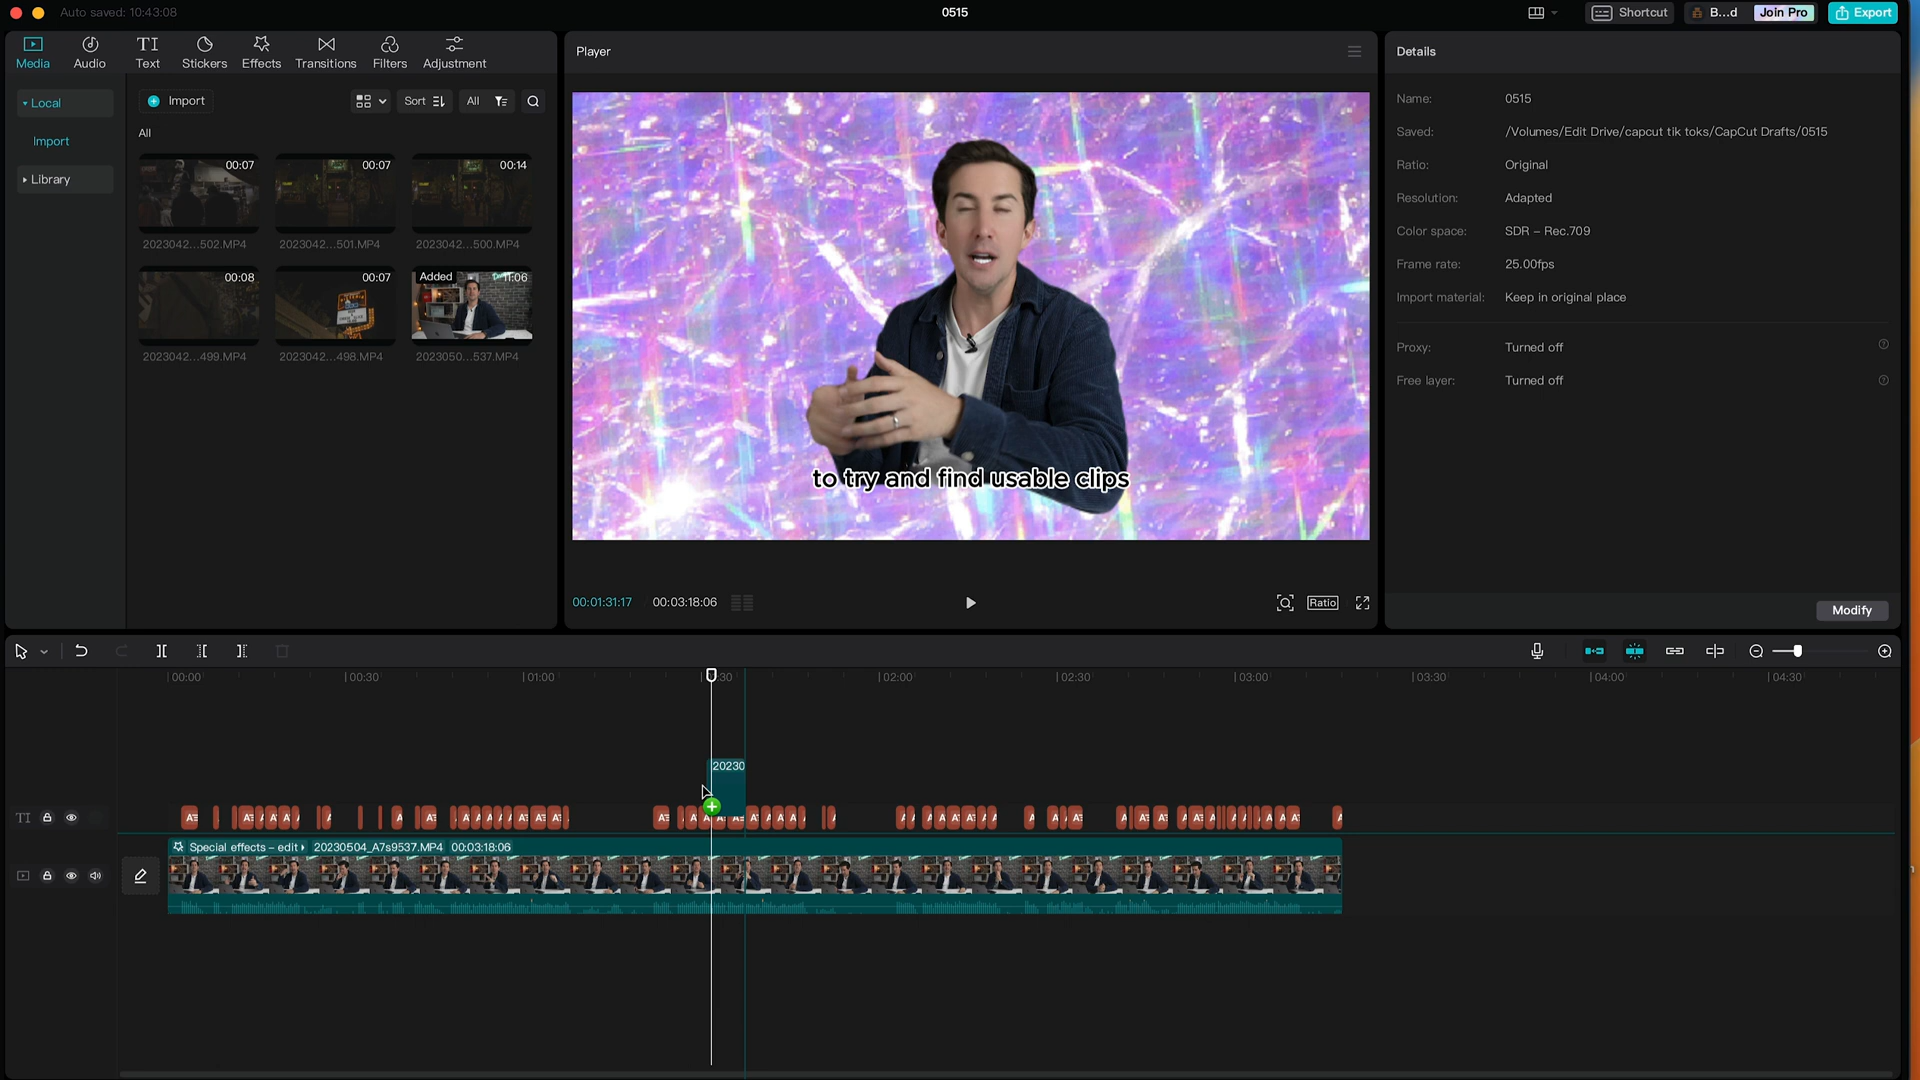 Auto saved: 10:43:08
0515
Shortcut
B...d
Join Pro
Export
Media
Audio
Text
Stickers
Effects
Transitions
Filters
Adjustment
Local
Import
Library
Import
Sort
All
All
00:07
00:07
00:14
2023042...502.MP4
2023042...501.MP4
2023042...500.MP4
00:08
00:07
Added
11:06
2023042...499.MP4
2023042...498.MP4
2023050...537.MP4
Player
to try and find usable clips
00:01:31:17
00:03:18:06
Ratio
Details
Name: 0515
Saved: /Volumes/Edit Drive/capcut tik toks/CapCut Drafts/0515
Ratio: Original
Resolution: Adapted
Color space: SDR – Rec.709
Frame rate: 25.00fps
Import material: Keep in original place
Proxy: Turned off
Free layer: Turned off
Modify
00:00
00:30
01:00
:30
02:00
02:30
03:00
03:30
04:00
04:30
20230
TI
Special effects – edit
20230504_A7s9537.MP4
00:03:18:06